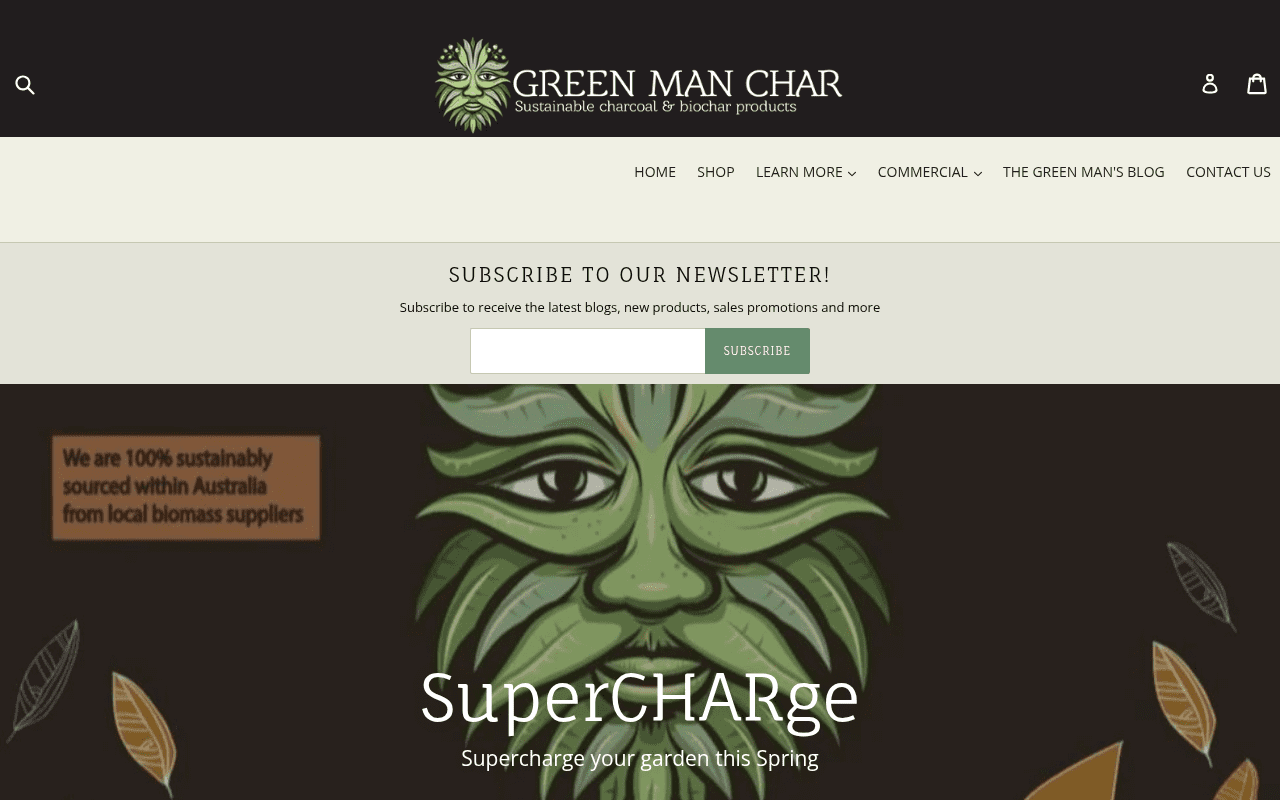 GREEN MAN CHAR
Sustainable charcoal & biochar products
HOME SHOP LEARN MORE COMMERCIAL THE GREEN MAN'S BLOG CONTACT US
SUBSCRIBE TO OUR NEWSLETTER!
Subscribe to receive the latest blogs, new products, sales promotions and more
SUBSCRIBE
We are 100% sustainably
sourced within Australia
from local biomass suppliers
SuperCHARge
Supercharge your garden this Spring